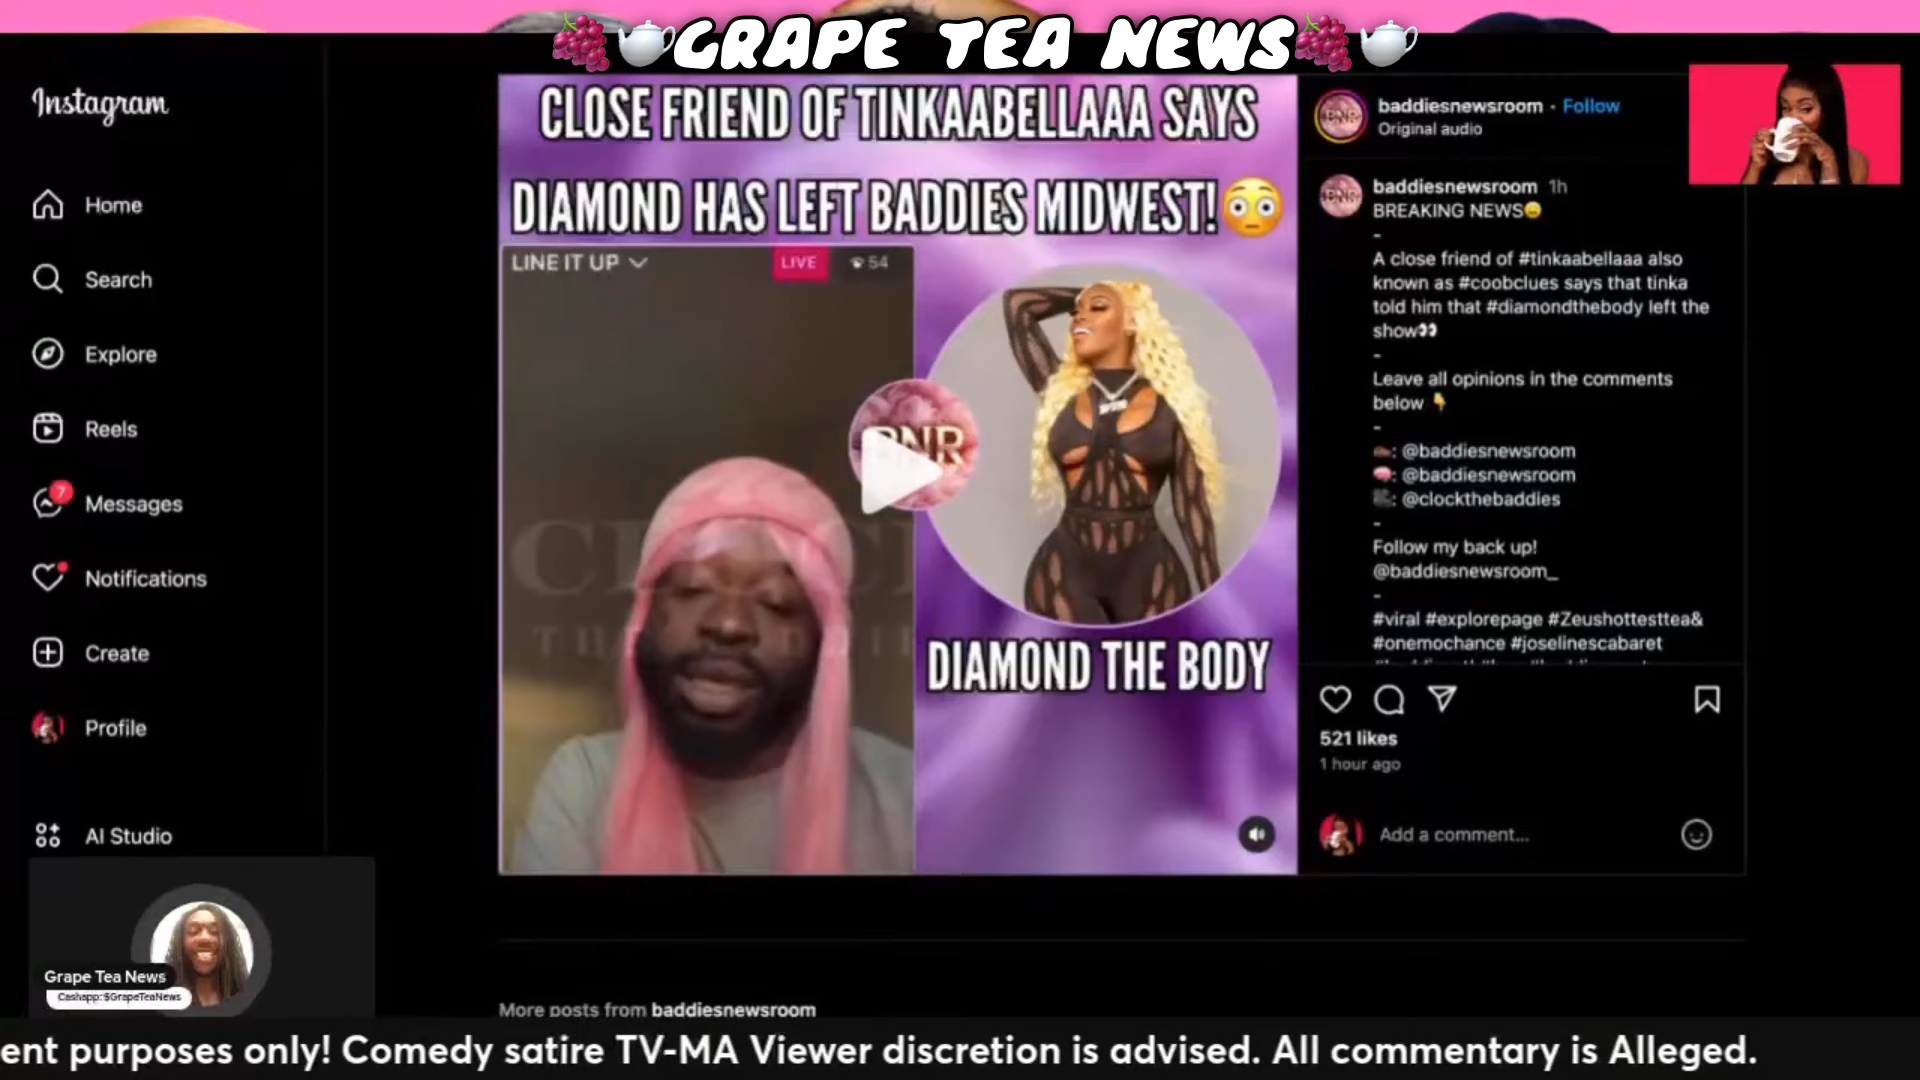 GRAPE TEA NEWS
Instagram
Home
Search
Explore
Reels
7
Messages
Notifications
Create
Profile
AI Studio
CLOSE FRIEND OF TINKAABELLAAA SAYS
DIAMOND HAS LEFT BADDIES MIDWEST!😳
LINE IT UP
LIVE
54
BNR
DIAMOND THE BODY
baddiesnewsroom · Follow
Original audio
baddiesnewsroom 1h
BREAKING NEWS
-
A close friend of #tinkaabellaaa also
known as #coobclues says that tinka
told him that #diamondthebody left the
show👀
-
Leave all opinions in the comments
below 👇
-
: @baddiesnewsroom
: @baddiesnewsroom
: @clockthebaddies
-
Follow my back up!
@baddiesnewsroom_
-
#viral #explorepage #Zeushottesttea&
#onemochance #joselinescabaret
521 likes
1 hour ago
Add a comment...
Grape Tea News
Cashapp:$GrapeTeaNews
More posts from baddiesnewsroom
ent purposes only! Comedy satire TV-MA Viewer discretion is advised. All commentary is Alleged.